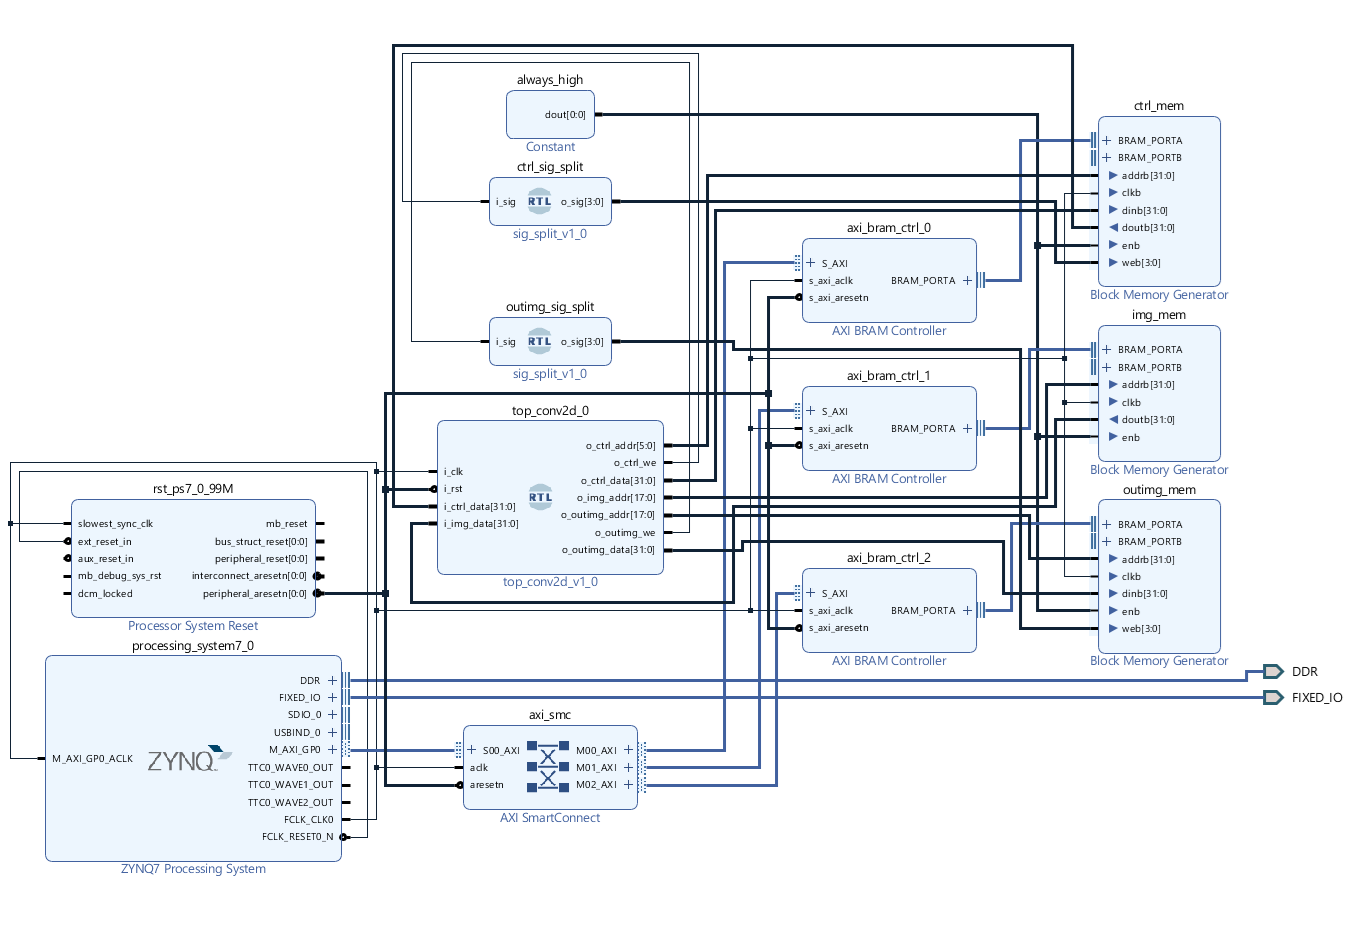 always_high
dout[0:0]
Constant
ctrl_sig_split
i_sig
RTL
o_sig[3:0]
sig_split_v1_0
outimg_sig_split
i_sig
RTL
o_sig[3:0]
sig_split_v1_0
top_conv2d_0
i_clk
i_rst
i_ctrl_data[31:0]
i_img_data[31:0]
RTL
o_ctrl_addr[5:0]
o_ctrl_we
o_ctrl_data[31:0]
o_img_addr[17:0]
o_outimg_addr[17:0]
o_outimg_we
o_outimg_data[31:0]
top_conv2d_v1_0
rst_ps7_0_99M
slowest_sync_clk
ext_reset_in
aux_reset_in
mb_debug_sys_rst
dcm_locked
mb_reset
bus_struct_reset[0:0]
peripheral_reset[0:0]
interconnect_aresetn[0:0]
peripheral_aresetn[0:0]
Processor System Reset
processing_system7_0
M_AXI_GP0_ACLK
ZYNQ
DDR
FIXED_IO
SDIO_0
USBIND_0
M_AXI_GP0
TTC0_WAVE0_OUT
TTC0_WAVE1_OUT
TTC0_WAVE2_OUT
FCLK_CLK0
FCLK_RESET0_N
ZYNQ7 Processing System
axi_smc
S00_AXI
aclk
aresetn
M00_AXI
M01_AXI
M02_AXI
AXI SmartConnect
axi_bram_ctrl_0
S_AXI
s_axi_aclk
s_axi_aresetn
BRAM_PORTA
AXI BRAM Controller
axi_bram_ctrl_1
S_AXI
s_axi_aclk
s_axi_aresetn
BRAM_PORTA
AXI BRAM Controller
axi_bram_ctrl_2
S_AXI
s_axi_aclk
s_axi_aresetn
BRAM_PORTA
AXI BRAM Controller
ctrl_mem
BRAM_PORTA
BRAM_PORTB
addrb[31:0]
clkb
dinb[31:0]
doutb[31:0]
enb
web[3:0]
Block Memory Generator
img_mem
BRAM_PORTA
BRAM_PORTB
addrb[31:0]
clkb
doutb[31:0]
enb
Block Memory Generator
outimg_mem
BRAM_PORTA
BRAM_PORTB
addrb[31:0]
clkb
dinb[31:0]
enb
web[3:0]
Block Memory Generator
DDR
FIXED_IO